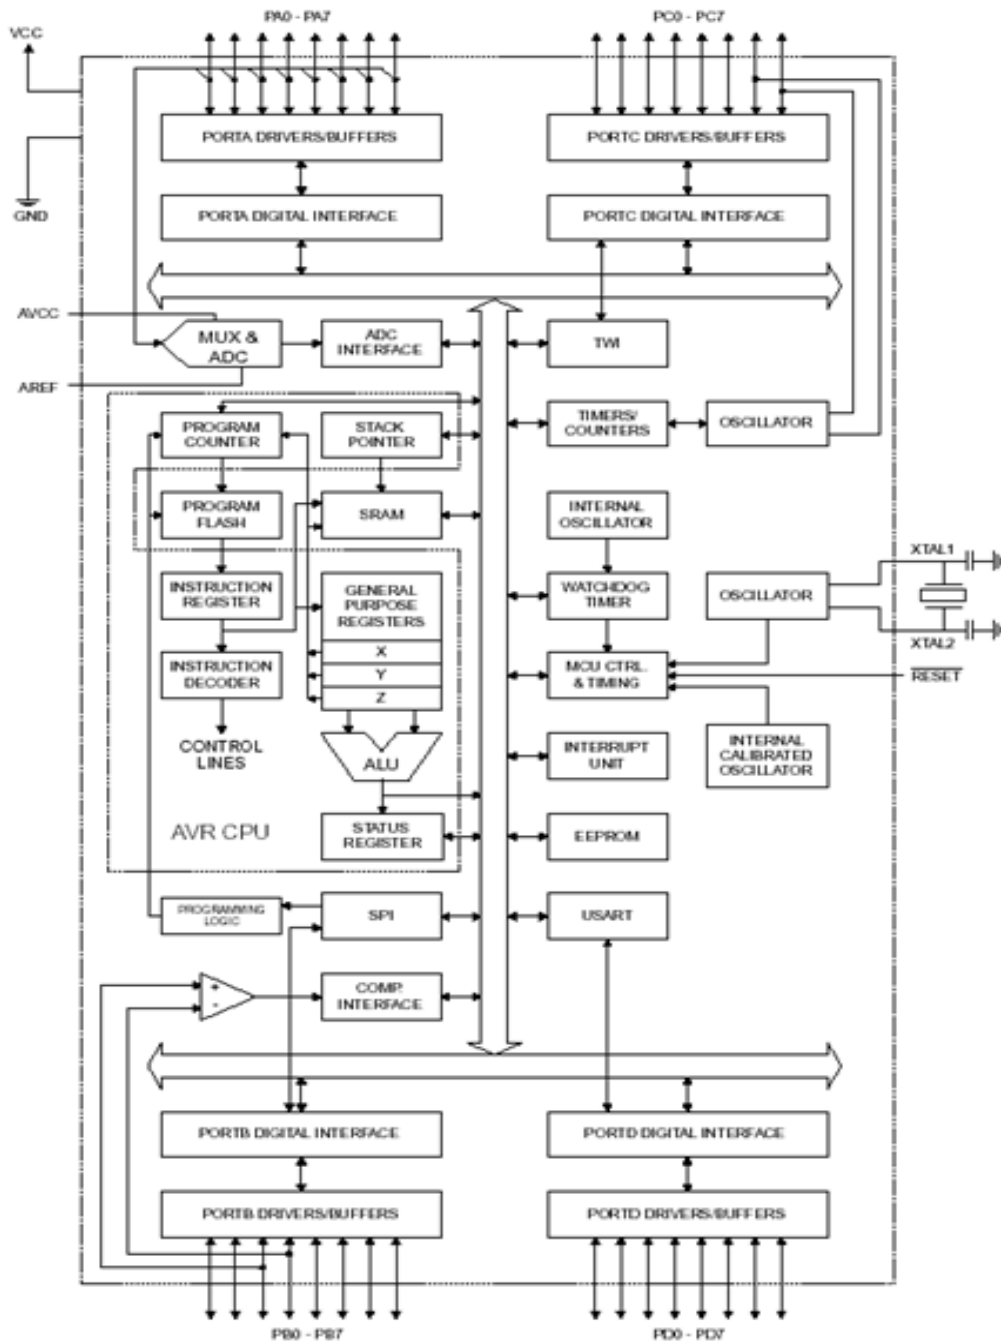 PA0 - PA7
PC0 - PC7
VCC
PORTA DRIVERS/BUFFERS
PORTC DRIVERS/BUFFERS
GND
PORTA DIGITAL INTERFACE
PORTC DIGITAL INTERFACE
AVCC
MUX &
ADC
ADC
INTERFACE
TWI
AREF
PROGRAM
COUNTER
STACK
POINTER
TIMERS/
COUNTERS
OSCILLATOR
PROGRAM
FLASH
SRAM
INTERNAL
OSCILLATOR
XTAL1
INSTRUCTION
REGISTER
GENERAL
PURPOSE
REGISTERS
WATCHDOG
TIMER
OSCILLATOR
X
XTAL2
INSTRUCTION
DECODER
Y
MCU CTRL.
& TIMING
RESET
Z
CONTROL
LINES
ALU
INTERRUPT
UNIT
INTERNAL
CALIBRATED
OSCILLATOR
AVR CPU
STATUS
REGISTER
EEPROM
PROGRAMMING
LOGIC
SPI
USART
+
-
COMP.
INTERFACE
PORTB DIGITAL INTERFACE
PORTD DIGITAL INTERFACE
PORTB DRIVERS/BUFFERS
PORTD DRIVERS/BUFFERS
PB0 - PB7
PD0 - PD7